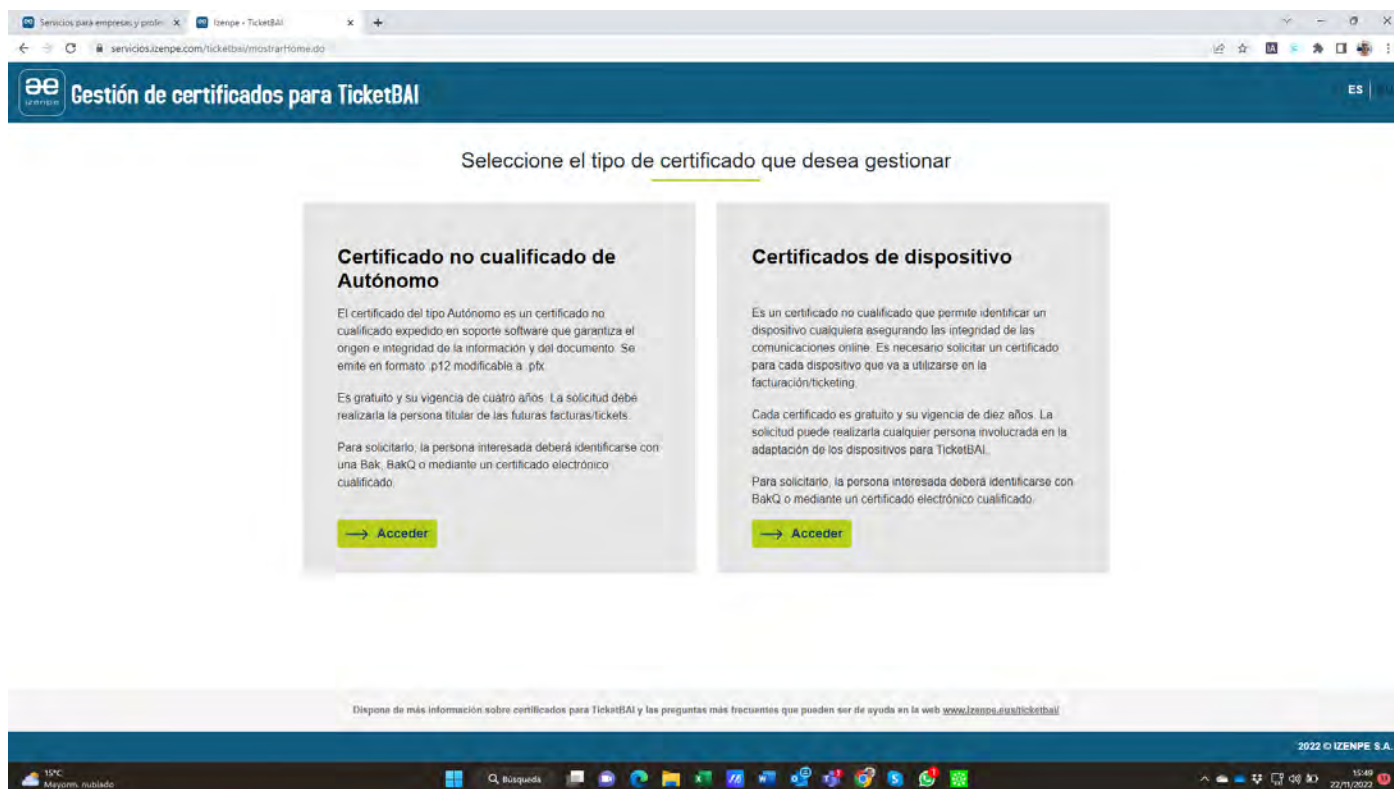 Servicios para empresas y profe
Izenpe - TicketBAI
servicios.izenpe.com/ticketbai/mostrarHome.do
izenpe
Gestión de certificados para TicketBAI
ES
Seleccione el tipo de certificado que desea gestionar
Certificado no cualificado de
Autónomo
El certificado del tipo Autónomo es un certificado no
cualificado expedido en soporte software que garantiza el
origen e integridad de la información y del documento. Se
emite en formato .p12 modificable a .pfx
Es gratuito y su vigencia de cuatro años. La solicitud debe
realizarla la persona titular de las futuras facturas/tickets.
Para solicitarlo, la persona interesada deberá identificarse con
una Bak, BakQ o mediante un certificado electrónico
cualificado.
Acceder
Certificados de dispositivo
Es un certificado no cualificado que permite identificar un
dispositivo cualquiera asegurando las integridad de las
comunicaciones online. Es necesario solicitar un certificado
para cada dispositivo que va a utilizarse en la
facturación/ticketing.
Cada certificado es gratuito y su vigencia de diez años. La
solicitud puede realizarla cualquier persona involucrada en la
adaptación de los dispositivos para TicketBAI.
Para solicitarlo, la persona interesada deberá identificarse con
BakQ o mediante un certificado electrónico cualificado.
Acceder
Dispone de más información sobre certificados para TicketBAI y las preguntas más frecuentes que pueden ser de ayuda en la web www.izenpe.eus/ticketbai/
2022 © IZENPE S.A.
15°C
Mayorm. nublado
Búsqueda
15:49
22/11/2022